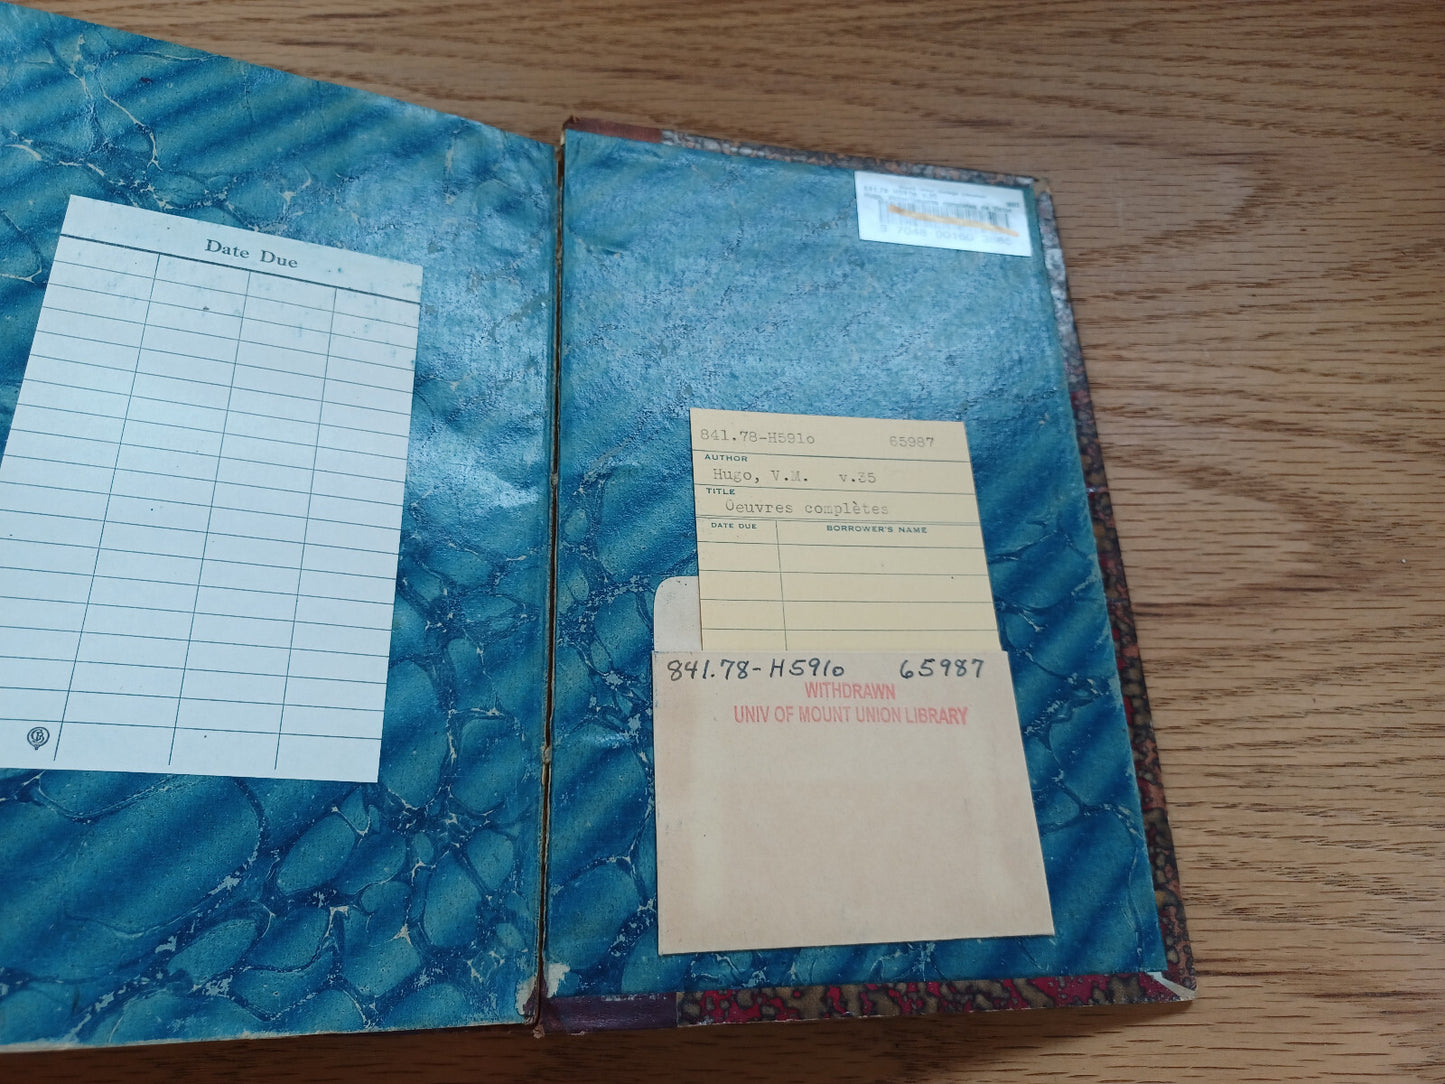 Date Due
841.78-H591o 65987
AUTHOR
Hugo, V.M. v.35
TITLE
Oeuvres complètes
DATE DUE BORROWER'S NAME
841.78-H591o 65987
WITHDRAWN
UNIV OF MOUNT UNION LIBRARY